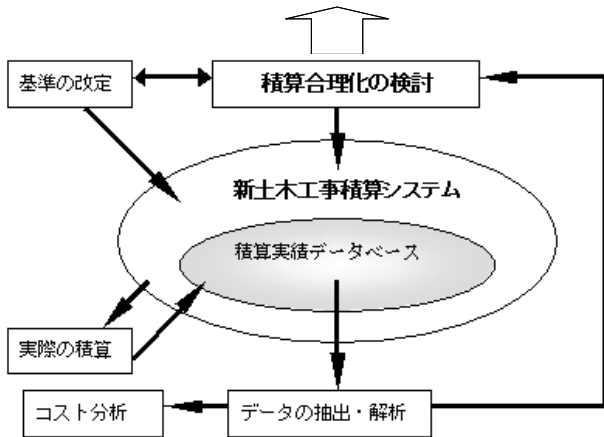 基準の改定
積算合理化の検討
新土木工事積算システム
積算実績データベース
実際の積算
コスト分析
データの抽出・解析